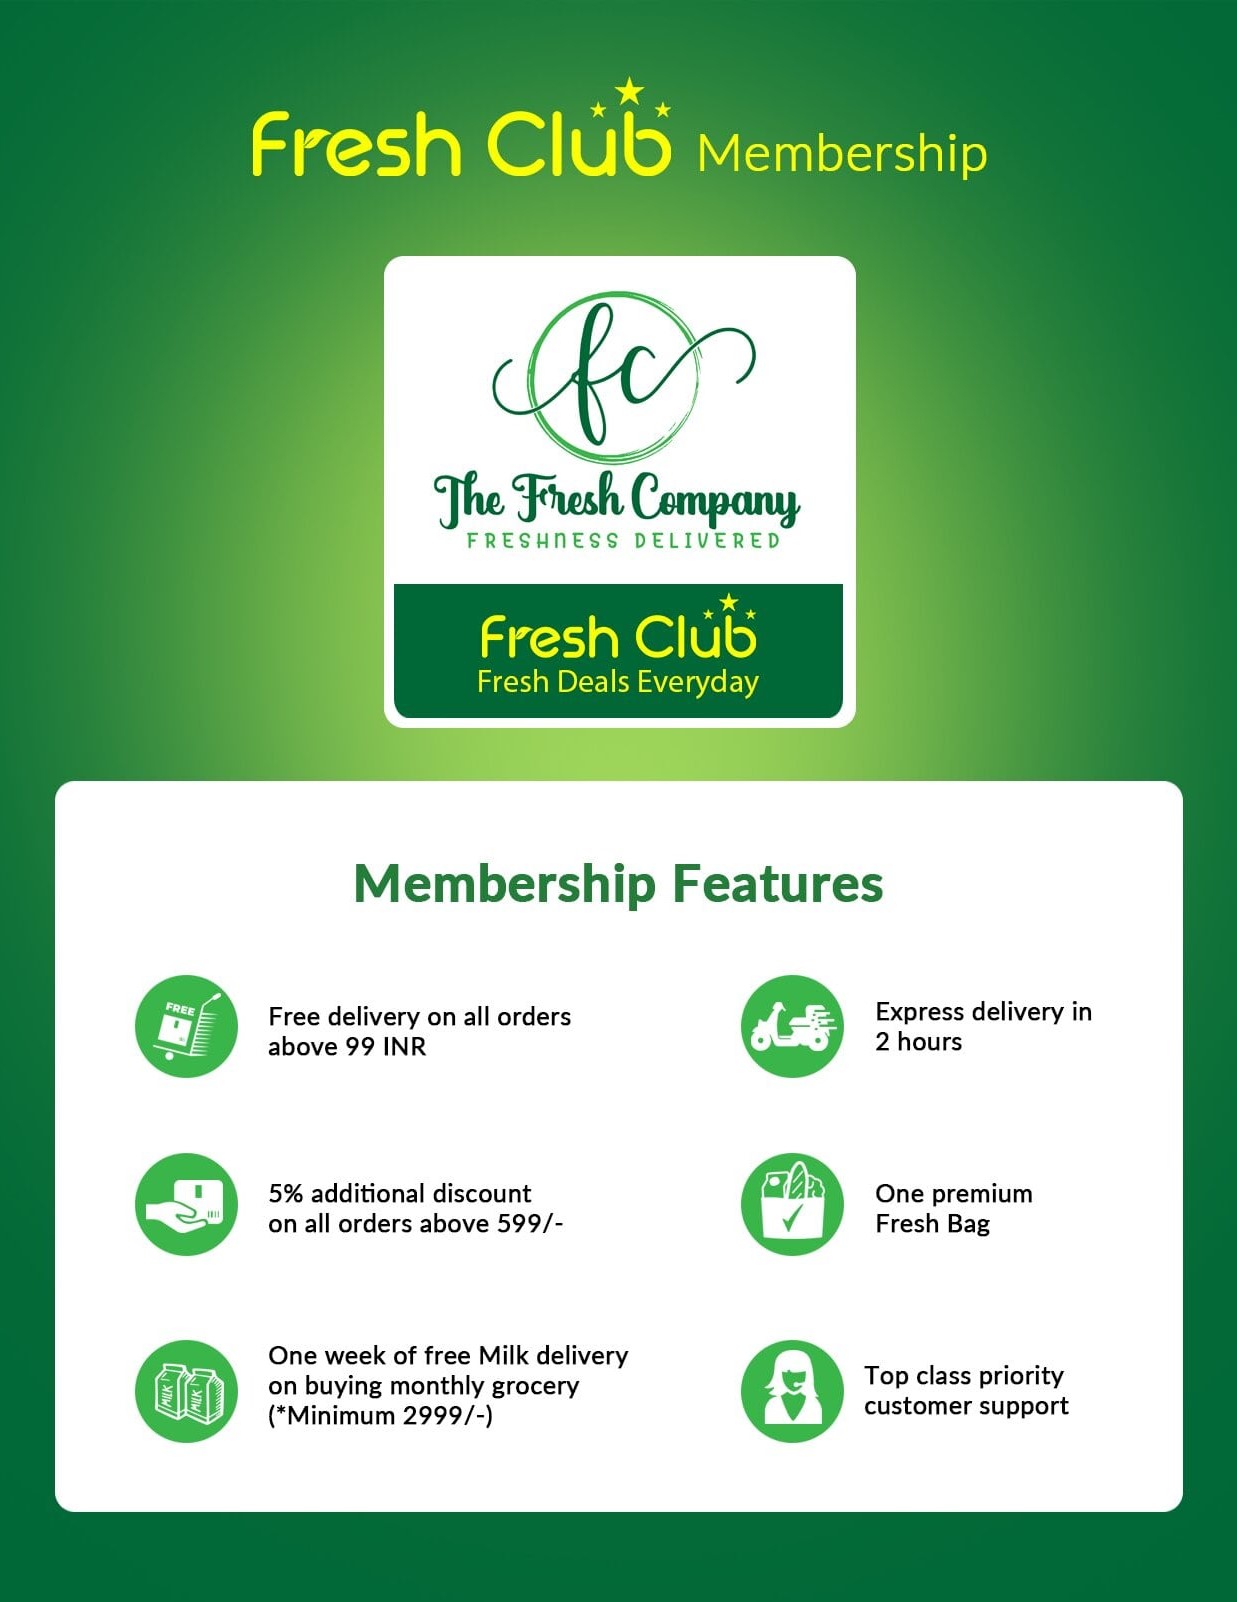 Fresh Club Membership
fc
The Fresh Company
FRESHNESS DELIVERED
Fresh Club
Fresh Deals Everyday
Membership Features
FREE
Free delivery on all orders
above 99 INR
Express delivery in
2 hours
5% additional discount
on all orders above 599/-
One premium
Fresh Bag
MILK MILK
One week of free Milk delivery
on buying monthly grocery
(*Minimum 2999/-)
Top class priority
customer support